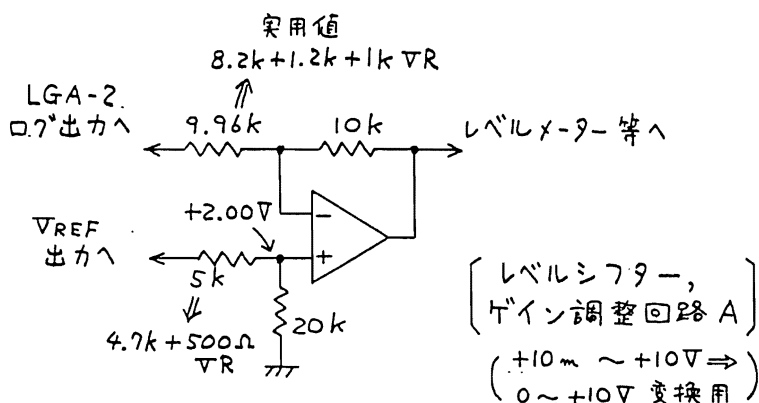 実用値
8.2k+1.2k+1k VR
LGA-2
ログ出力へ
9.96k
10k
レベルメーター等へ
+2.00V
VREF
出力へ
5k
4.7k+500Ω
VR
20k
−
+
レベルシフター,
ゲイン調整回路A
+10m 〜 +10V⇒
0〜+10V 変換用